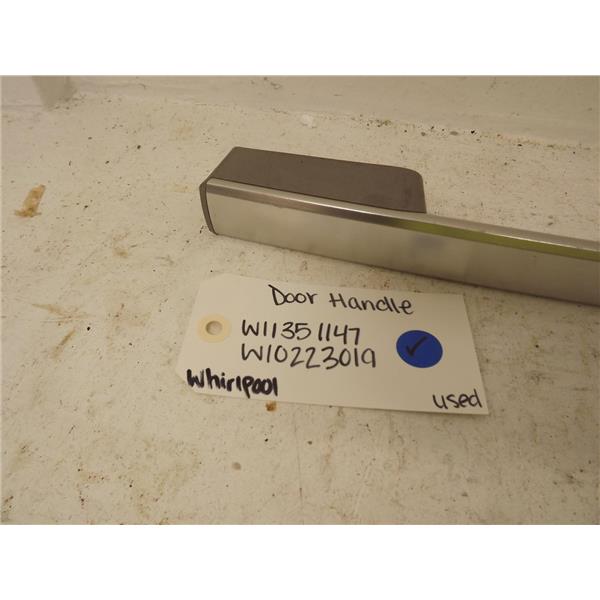 Door Handle
W11351147
W10223019
Whirlpool
used